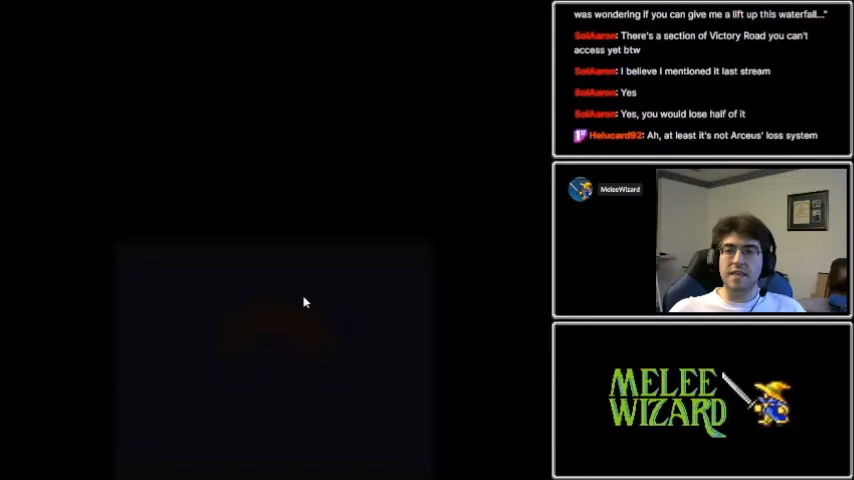 was wondering if you can give me a lift up this waterfall..."
SolAaron: There's a section of Victory Road you can't
access yet btw
SolAaron: I believe I mentioned it last stream
SolAaron: Yes
SolAaron: Yes, you would lose half of it
Helucard92: Ah, at least it's not Arceus' loss system
MeleeWizard
MELEE
WIZARD